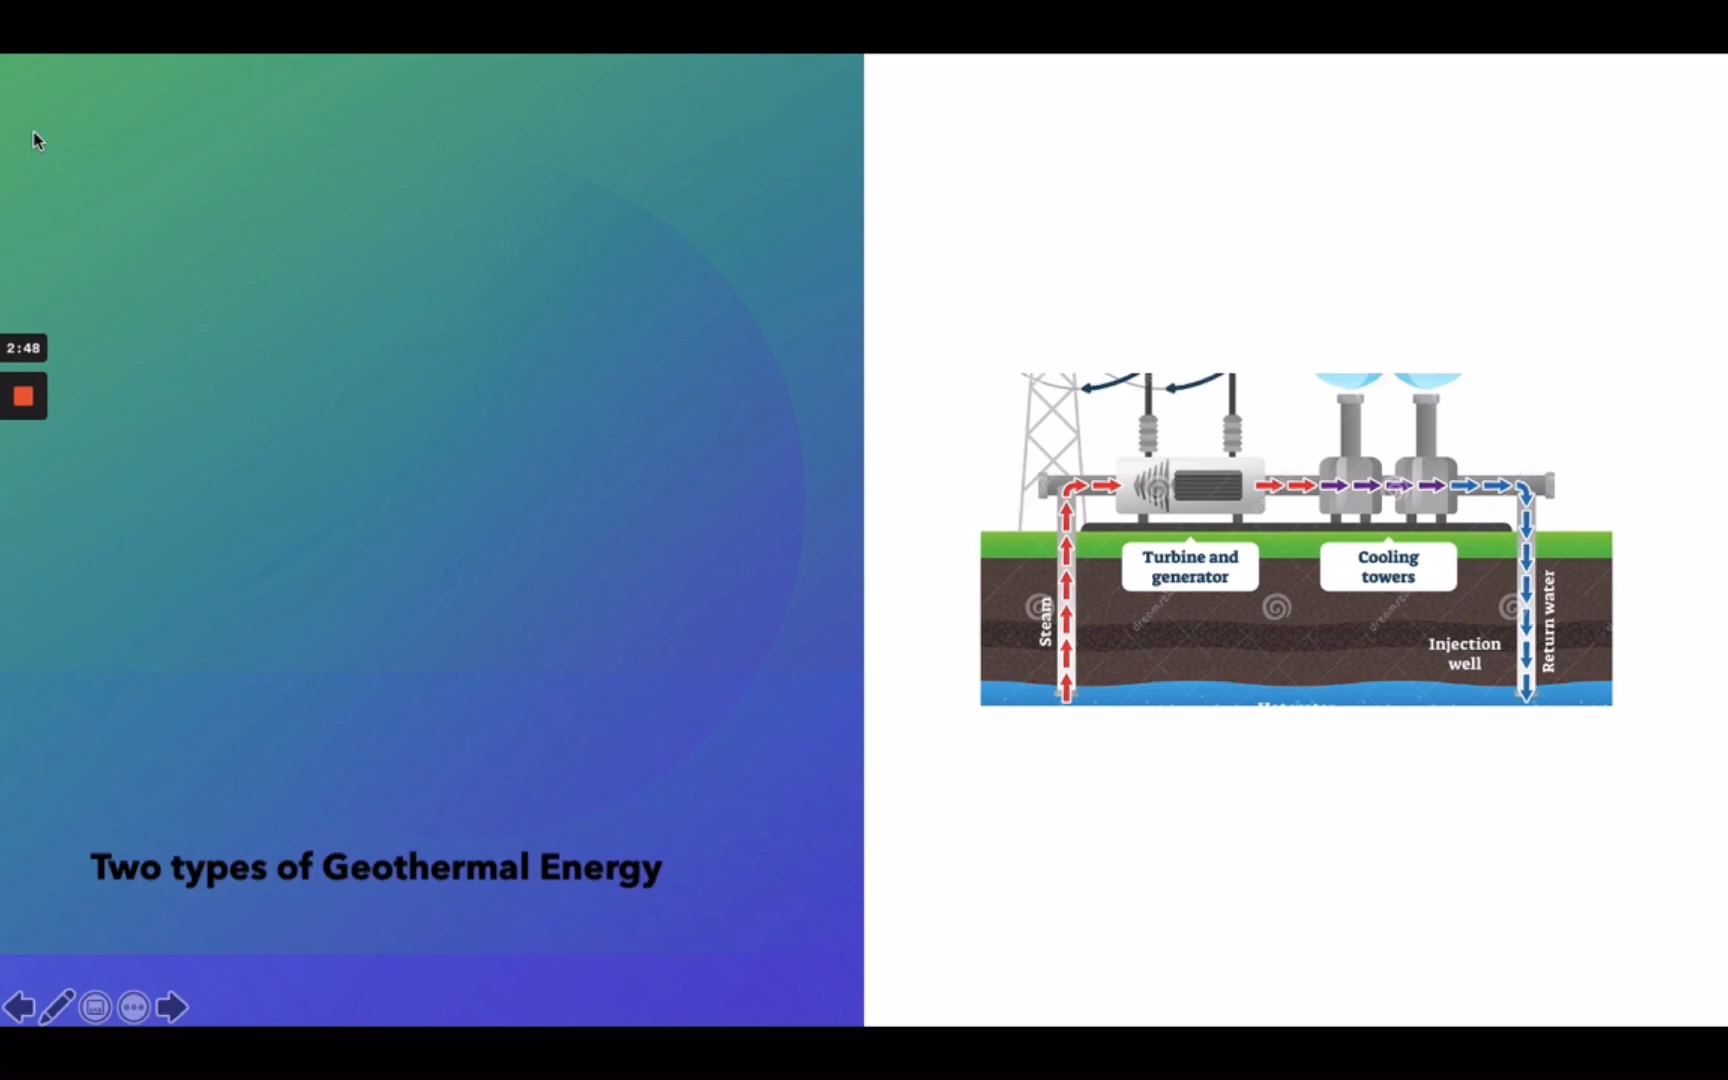 2:48
Two types of Geothermal Energy
Turbine and
generator
Cooling
towers
Steam
Injection
well
Return water